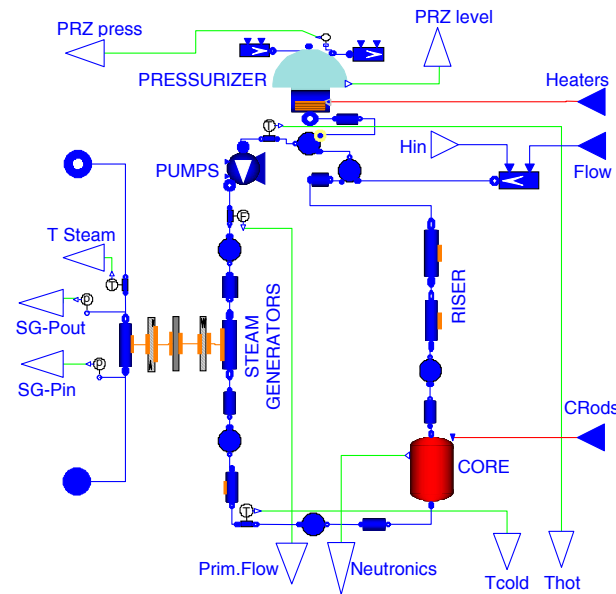 PRZ press
PRZ level
PRESSURIZER
Heaters
Hin
Flow
PUMPS
T
F
T Steam
T
P
SG-Pout
P
SG-Pin
STEAM
GENERATORS
RISER
CRods
CORE
T
Prim.Flow
Neutronics
Tcold
Thot